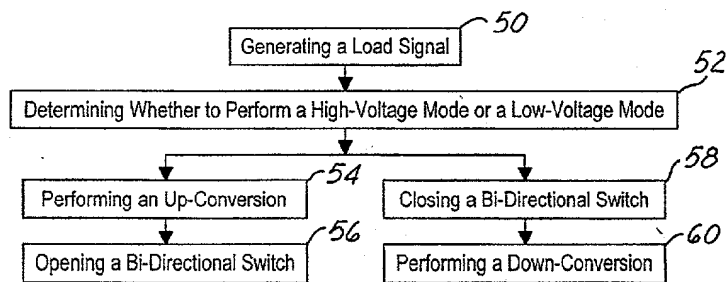 50
Generating a Load Signal
52
Determining Whether to Perform a High-Voltage Mode or a Low-Voltage Mode
54
Performing an Up-Conversion
58
Closing a Bi-Directional Switch
56
Opening a Bi-Directional Switch
60
Performing a Down-Conversion